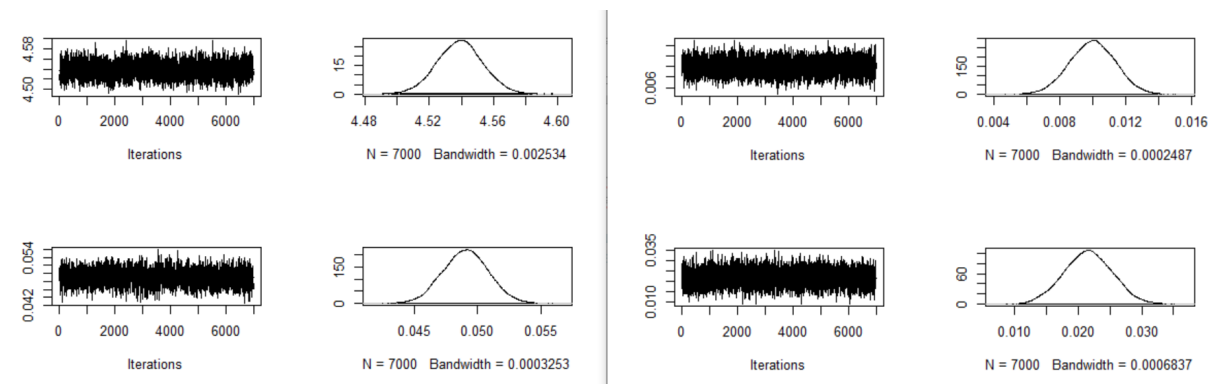 4.50 4.58
0 2000 4000 6000
Iterations
0 15
4.48 4.52 4.56 4.60
N = 7000 Bandwidth = 0.002534
0.006
0 2000 4000 6000
Iterations
0 150
0.004 0.008 0.012 0.016
N = 7000 Bandwidth = 0.0002487
0.042 0.054
0 2000 4000 6000
Iterations
0 150
0.045 0.050 0.055
N = 7000 Bandwidth = 0.0003253
0.010 0.035
0 2000 4000 6000
Iterations
0 60
0.010 0.020 0.030
N = 7000 Bandwidth = 0.0006837